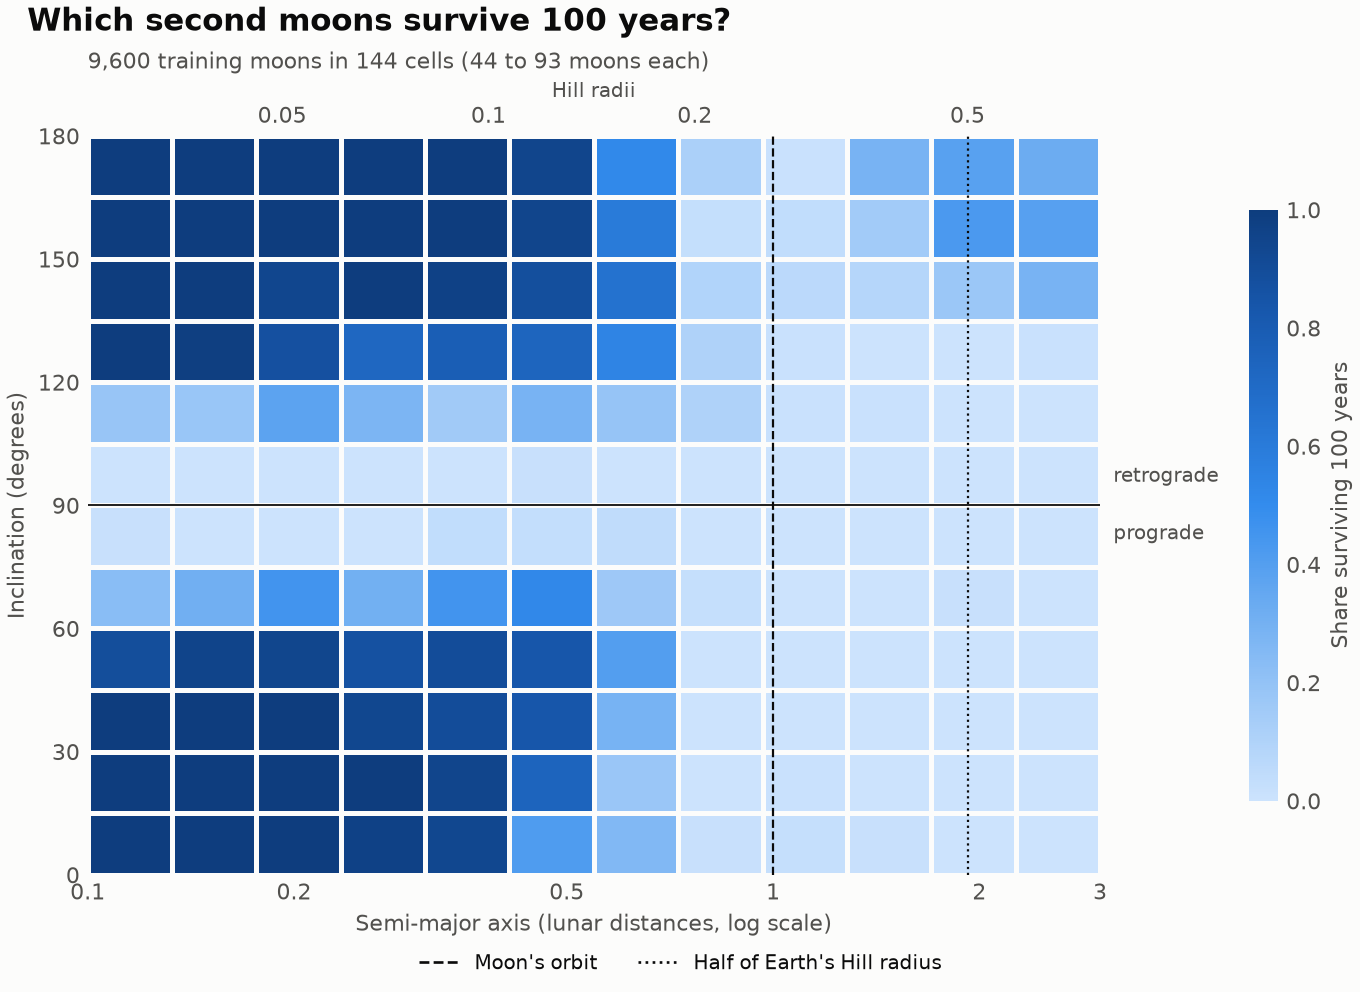 Which second moons survive 100 years?
9,600 training moons in 144 cells (44 to 93 moons each)
Hill radii
0.05 0.1 0.2 0.5
180
150
120
90
60
30
0
Inclination (degrees)
retrograde
prograde
1.0
0.8
0.6
0.4
0.2
0.0
Share surviving 100 years
0.1 0.2 0.5 1 2 3
Semi-major axis (lunar distances, log scale)
Moon's orbit Half of Earth's Hill radius